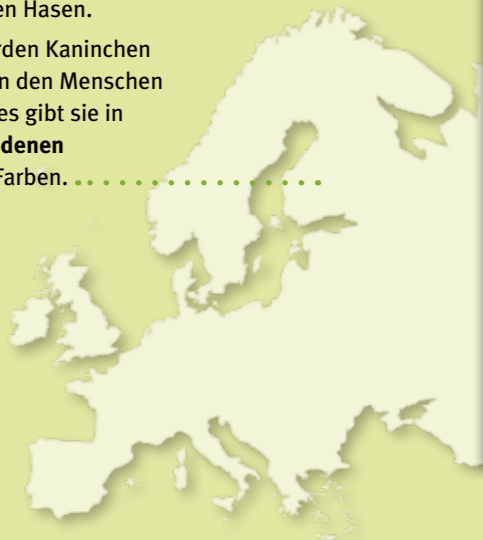 en Hasen.
rden Kaninchen
n den Menschen
es gibt sie in
denen
Farben.